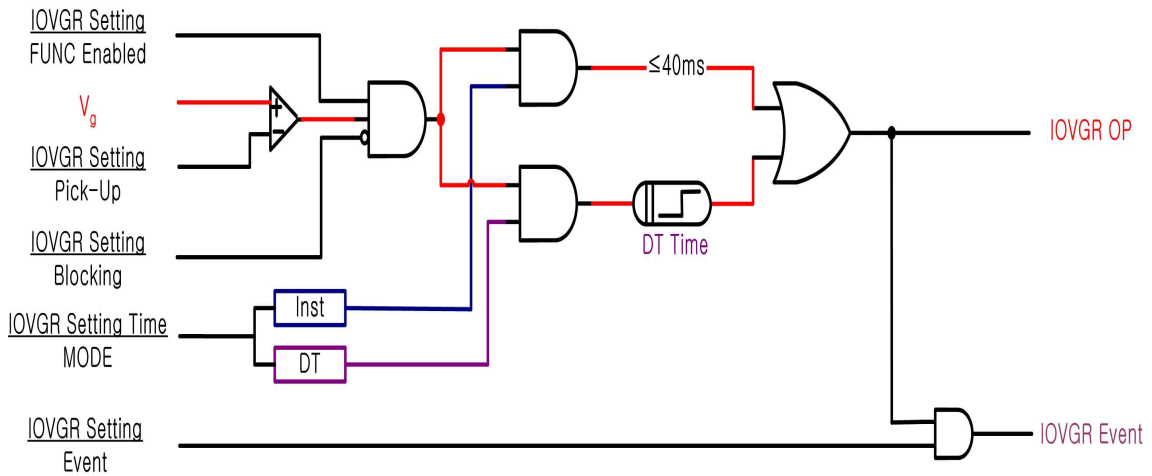 IOVGR Setting
FUNC Enabled
Vg
+
−
IOVGR Setting
Pick-Up
IOVGR Setting
Blocking
IOVGR Setting Time
MODE
Inst
DT
≤40ms
DT Time
IOVGR OP
IOVGR Setting
Event
IOVGR Event